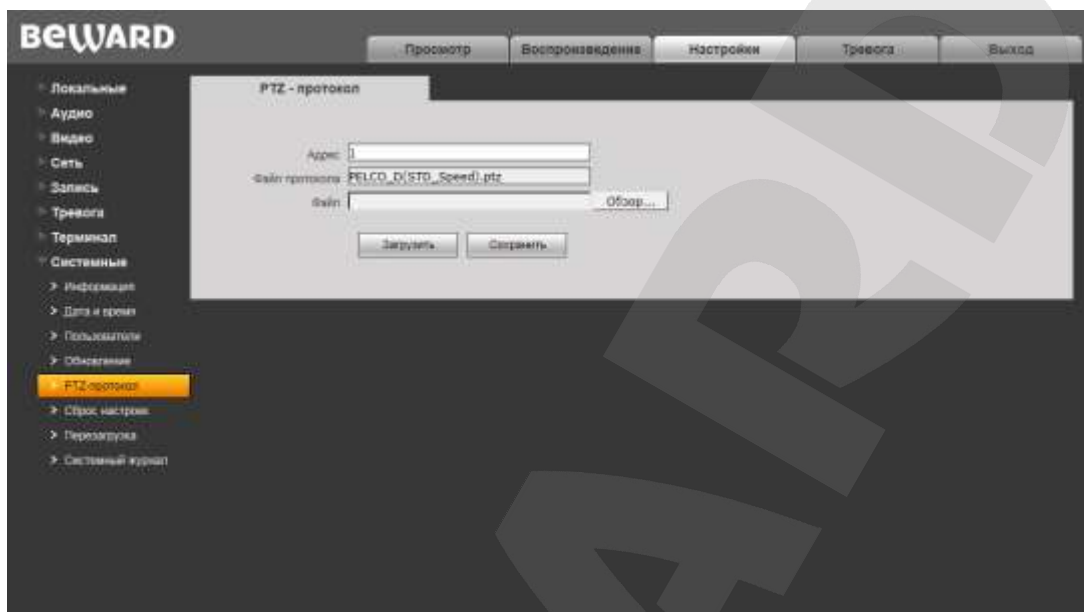 BEWARD
Просмотр Воспроизведение Настройки Тревога Выход
PTZ - протокол
Локальные
Аудио
Видео
Сеть
Запись
Тревога
Терминал
Системные
Информация
Дата и время
Пользователи
Обновление
PTZ-протокол
Сброс настроек
Перезагрузка
Системный журнал
Адрес 1
Файл протокола PELCO_D(STD_Speed).ptz
Файл Обзор...
Загрузить Сохранить